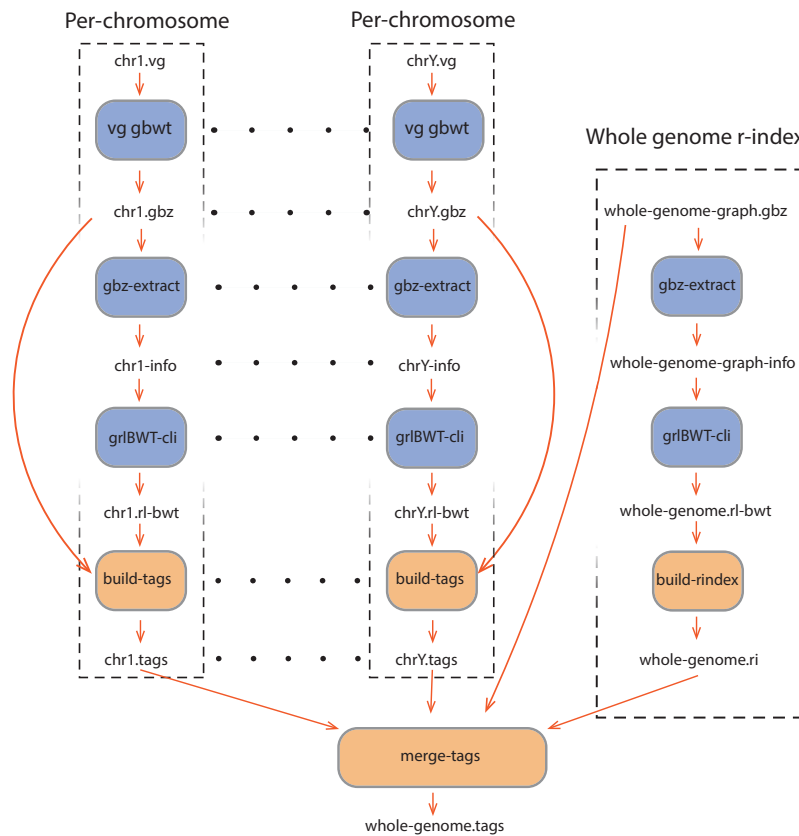 Per-chromosome
chr1.vg
vg gbwt
chr1.gbz
gbz-extract
chr1-info
grlBWT-cli
chr1.rl-bwt
build-tags
chr1.tags
Per-chromosome
chrY.vg
vg gbwt
chrY.gbz
gbz-extract
chrY-info
grlBWT-cli
chrY.rl-bwt
build-tags
chrY.tags
Whole genome r-index
whole-genome-graph.gbz
gbz-extract
whole-genome-graph-info
grlBWT-cli
whole-genome.rl-bwt
build-rindex
whole-genome.ri
merge-tags
whole-genome.tags